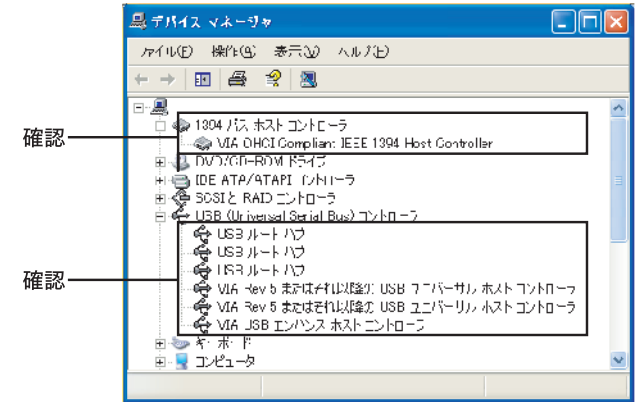 デバイス マネージャ
ファイル(F) 操作(A) 表示(V) ヘルプ(H)
確認
1394 バス ホスト コントローラ
VIA OHCI Compliant IEEE 1394 Host Controller
DVD/CD-ROM ドライブ
IDE ATA/ATAPI コントローラ
SCSIと RAID コントローラ
USB (Universal Serial Bus) コントローラ
確認
USB ルート ハブ
USB ルート ハブ
USB ルート ハブ
VIA Rev 5 またはそれ以降の USB ユニバーサル ホスト コントローラ
VIA Rev 5 またはそれ以降の USB ユニバーサル ホスト コントローラ
VIA USB エンハンス ホスト コントローラ
キーボード
コンピュータ